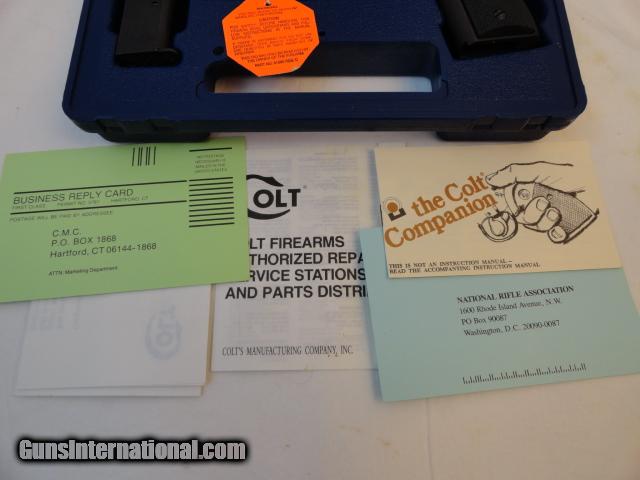 CAUTION
BUSINESS REPLY CARD
FIRST CLASS PERMIT NO. 3751 HARTFORD, CT
POSTAGE WILL BE PAID BY ADDRESSEE
C.M.C.
P.O. BOX 1868
Hartford, CT 06144-1868
ATTN: Marketing Department
NO POSTAGE
NECESSARY IF
MAILED IN THE
UNITED STATES
COLT
OLT FIREARMS
THORIZED REPA
RVICE STATIONS
AND PARTS DISTRI
COLT'S MANUFACTURING COMPANY, INC.
the Colt
Companion
THIS IS NOT AN INSTRUCTION MANUAL –
READ THE ACCOMPANYING INSTRUCTION MANUAL
NATIONAL RIFLE ASSOCIATION
1600 Rhode Island Avenue, N.W.
PO Box 90087
Washington, D.C. 20090-0087
GunsInternational.com